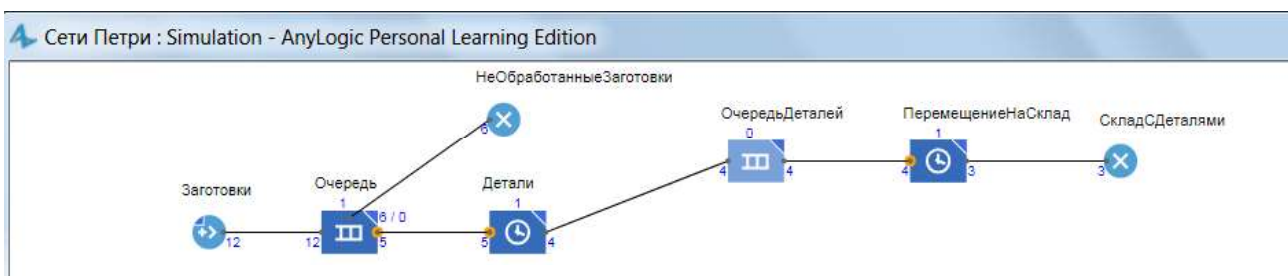 Сети Петри : Simulation - AnyLogic Personal Learning Edition
НеОбработанныеЗаготовки
6
ОчередьДеталей
0
4
4
ПеремещениеНаСклад
1
4
3
СкладСДеталями
3
Заготовки
12
Очередь
1
6 / 0
12
5
Детали
1
5
4